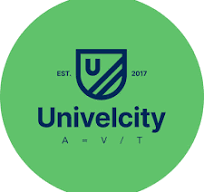 U
EST. 2017
Univelcity
A = V / T